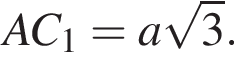 AC₁ = a√3.